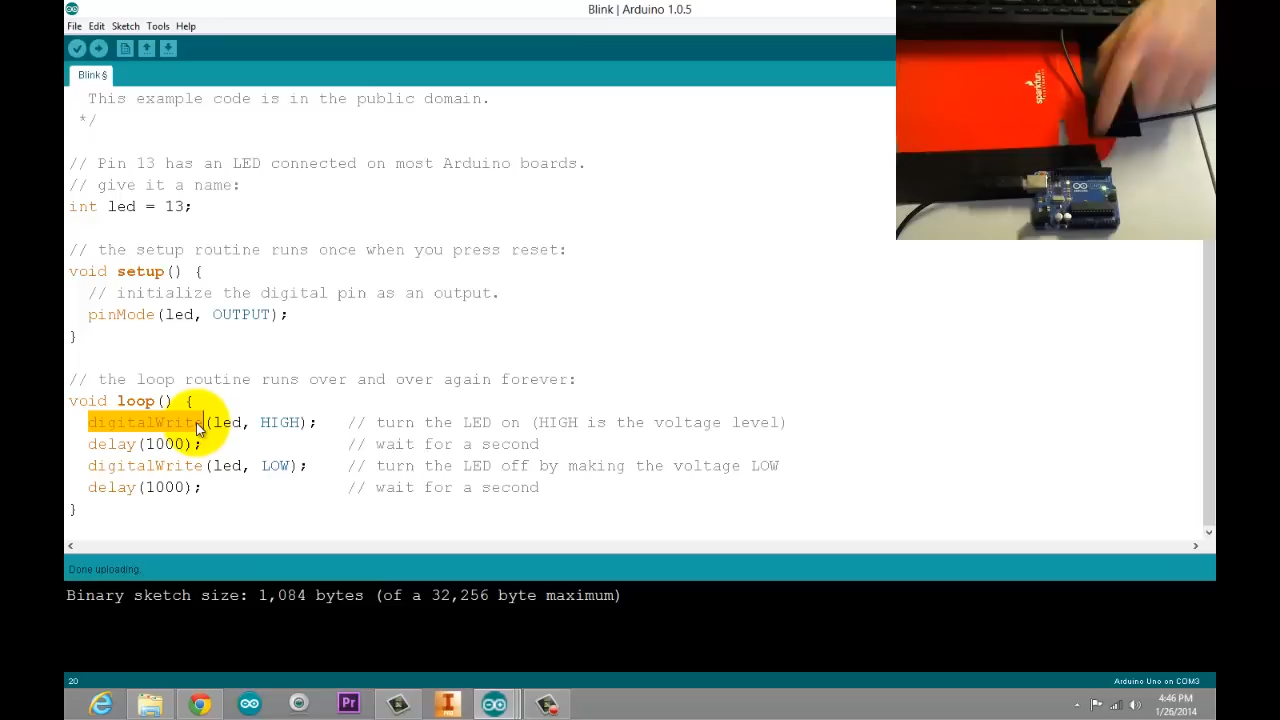 Blink | Arduino 1.0.5
File Edit Sketch Tools Help
Blink §
This example code is in the public domain.
*/
// Pin 13 has an LED connected on most Arduino boards.
// give it a name:
int led = 13;
// the setup routine runs once when you press reset:
void setup() {
// initialize the digital pin as an output.
pinMode(led, OUTPUT);
}
// the loop routine runs over and over again forever:
void loop() {
digitalWrite(led, HIGH); // turn the LED on (HIGH is the voltage level)
delay(1000); // wait for a second
digitalWrite(led, LOW); // turn the LED off by making the voltage LOW
delay(1000); // wait for a second
}
Done uploading.
Binary sketch size: 1,084 bytes (of a 32,256 byte maximum)
20
Arduino Uno on COM3
Pr
I
4:46 PM
1/26/2014
sparkfun